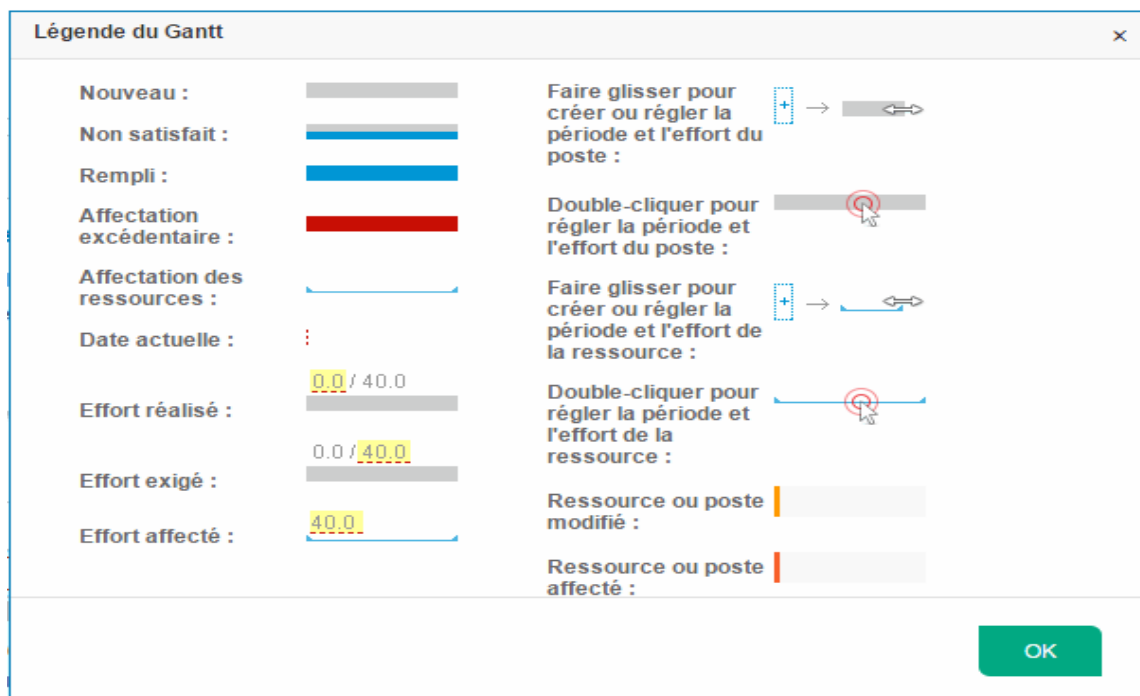 Légende du Gantt
×
Nouveau :
Non satisfait :
Rempli :
Affectation
excédentaire :
Affectation des
ressources :
Date actuelle :
0.0 / 40.0
Effort réalisé :
0.0 / 40.0
Effort exigé :
40.0
Effort affecté :
Faire glisser pour
créer ou régler la
période et l'effort du
poste :
+
Double-cliquer pour
régler la période et
l'effort du poste :
Faire glisser pour
créer ou régler la
période et l'effort de
la ressource :
+
Double-cliquer pour
régler la période et
l'effort de la
ressource :
Ressource ou poste
modifié :
Ressource ou poste
affecté :
OK